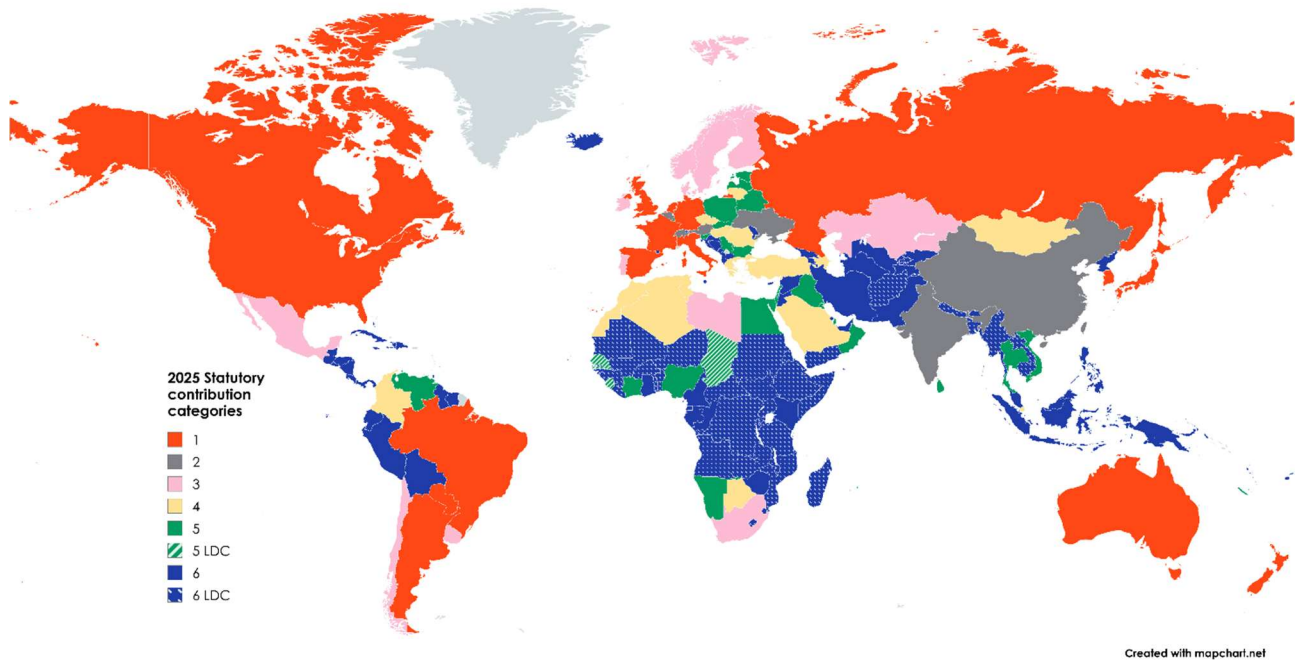 2025 Statutory
contribution
categories
1
2
3
4
5
5 LDC
6
6 LDC
Created with mapchart.net